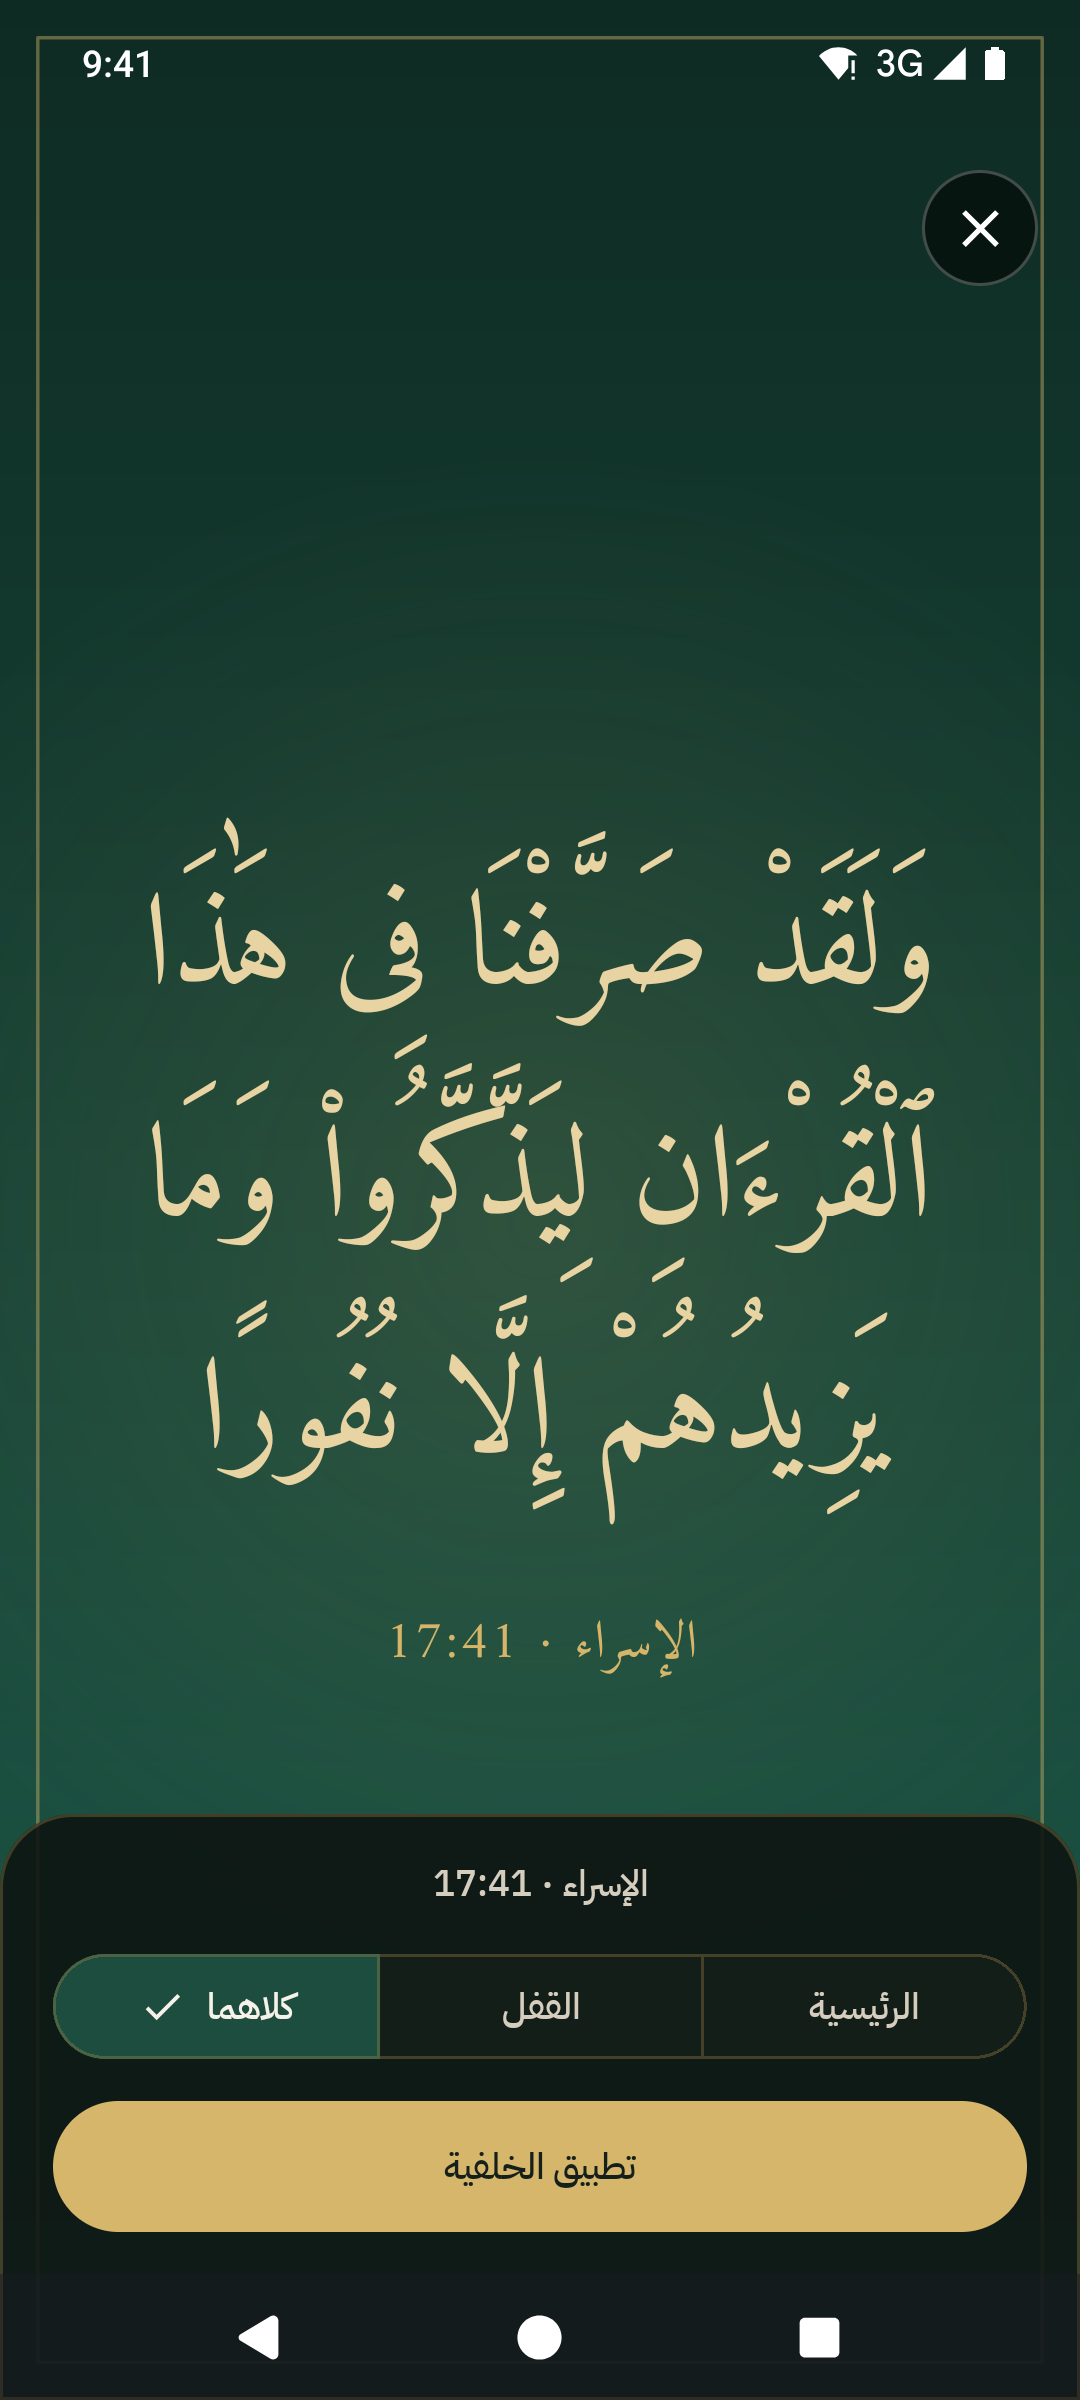 9:41
3G
وَلَقَدْ صَرَّفْنَا فِى هَٰذَا
ٱلْقُرْءَانِ لِيَذَّكَّرُوا۟ وَمَا
يَزِيدُهُمْ إِلَّا نُفُورًا
الإسراء · 17:41
الإسراء · 17:41
الرئيسية
القفل
كلاهما
تطبيق الخلفية